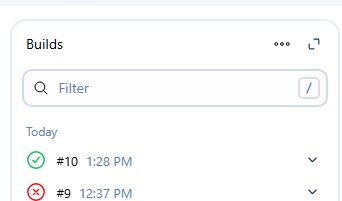 Builds
Filter /
Today
#10 1:28 PM
#9 12:37 PM